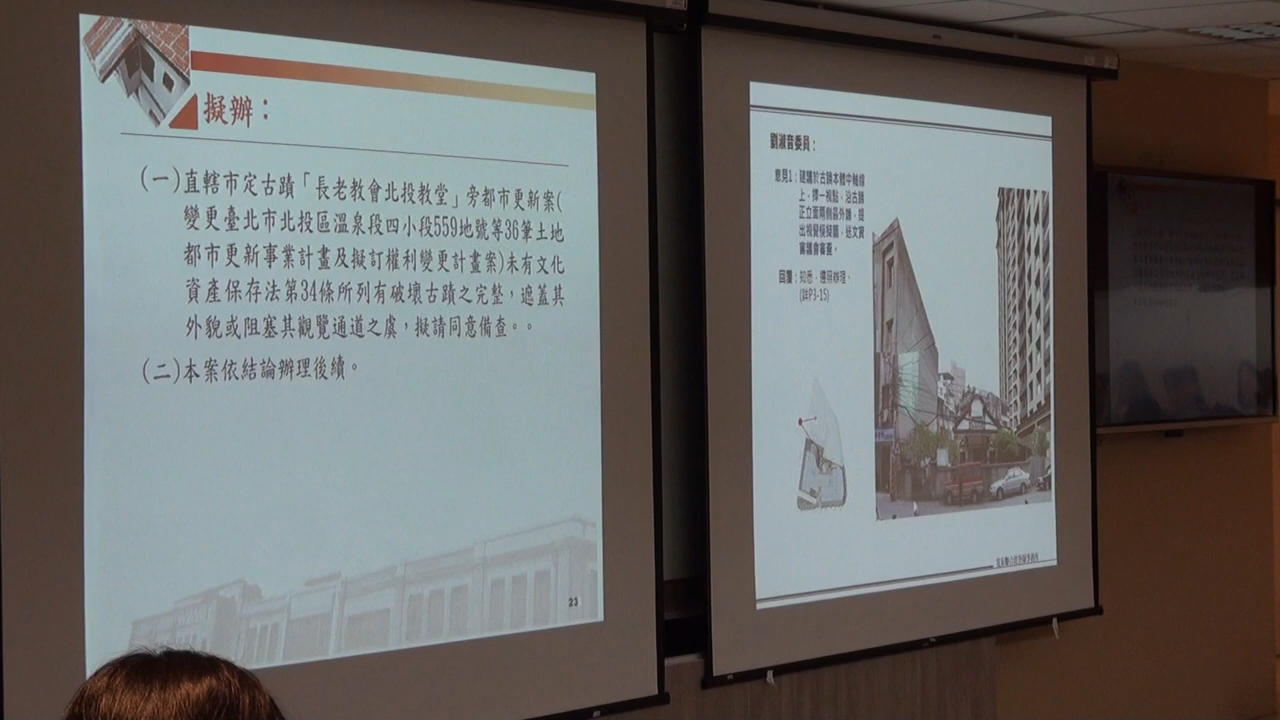 擬辦：
(一)直轄市定古蹟「長老教會北投教堂」旁都市更新案(
變更臺北市北投區溫泉段四小段559地號等36筆土地
都市更新事業計畫及擬訂權利變更計畫案)未有文化
資產保存法第34條所列有破壞古蹟之完整，遮蓋其
外貌或阻塞其觀覽通道之虞，擬請同意備查。。
(二)本案依結論辦理後續。
23
劉淑音委員：
意見1：建議於古蹟本體中軸線
上，擇一視點，沿古蹟
正立面兩側最外緣，提
出視覺模擬圖，送文資
審議會審查。
回覆：知悉，遵照辦理。
(詳P3-15)